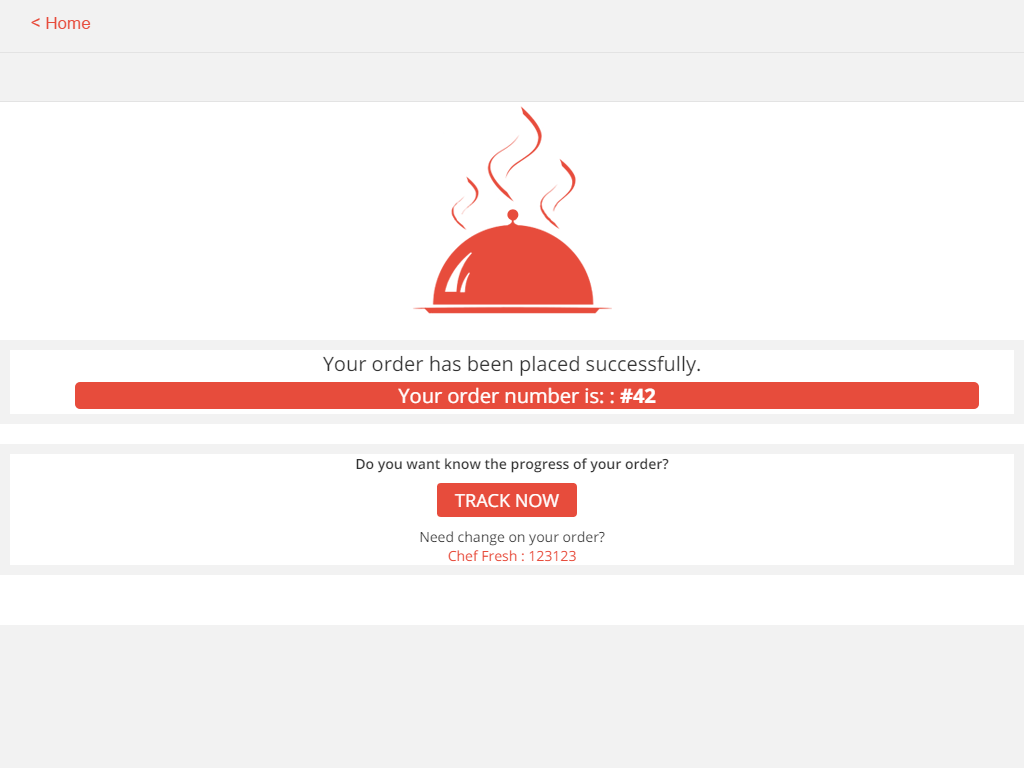 < Home
Your order has been placed successfully.
Your order number is: : #42
Do you want know the progress of your order?
TRACK NOW
Need change on your order?
Chef Fresh : 123123